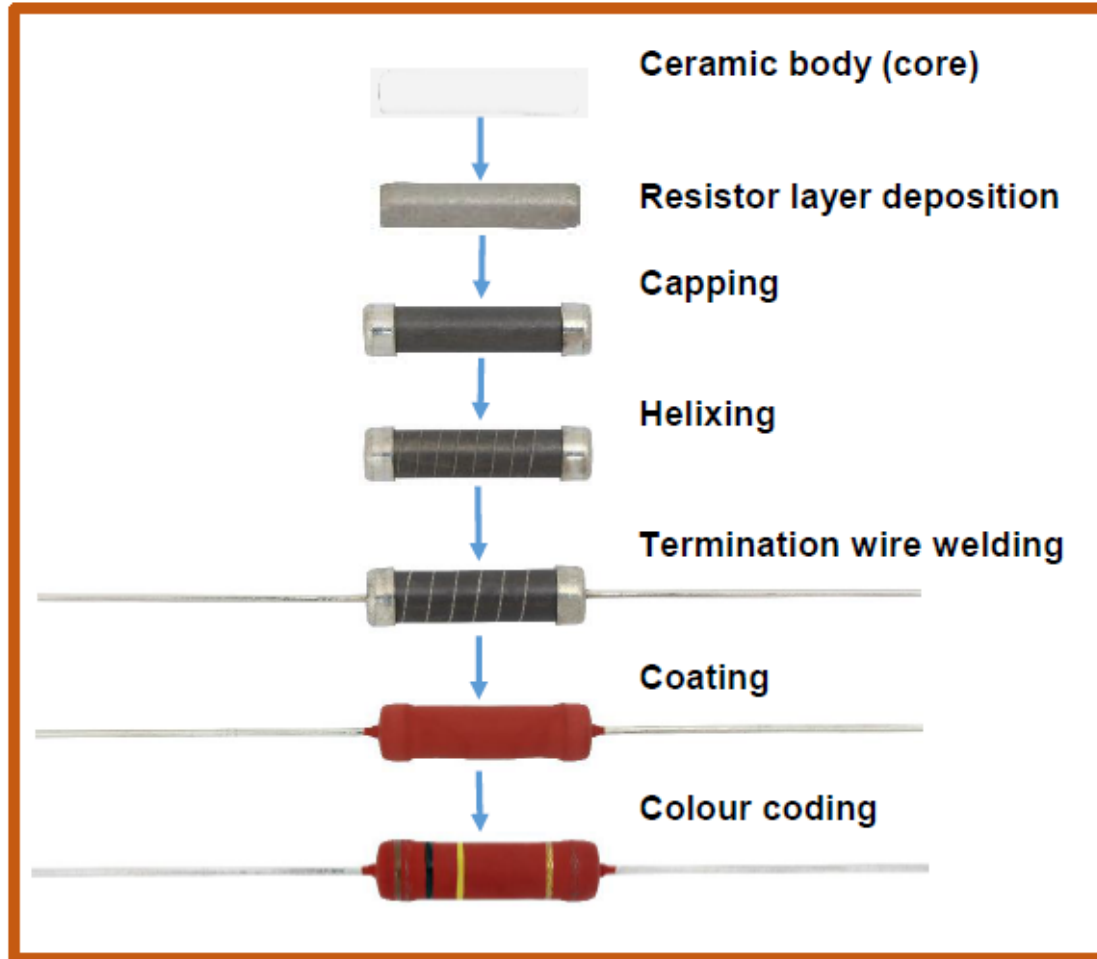 Ceramic body (core)
Resistor layer deposition
Capping
Helixing
Termination wire welding
Coating
Colour coding